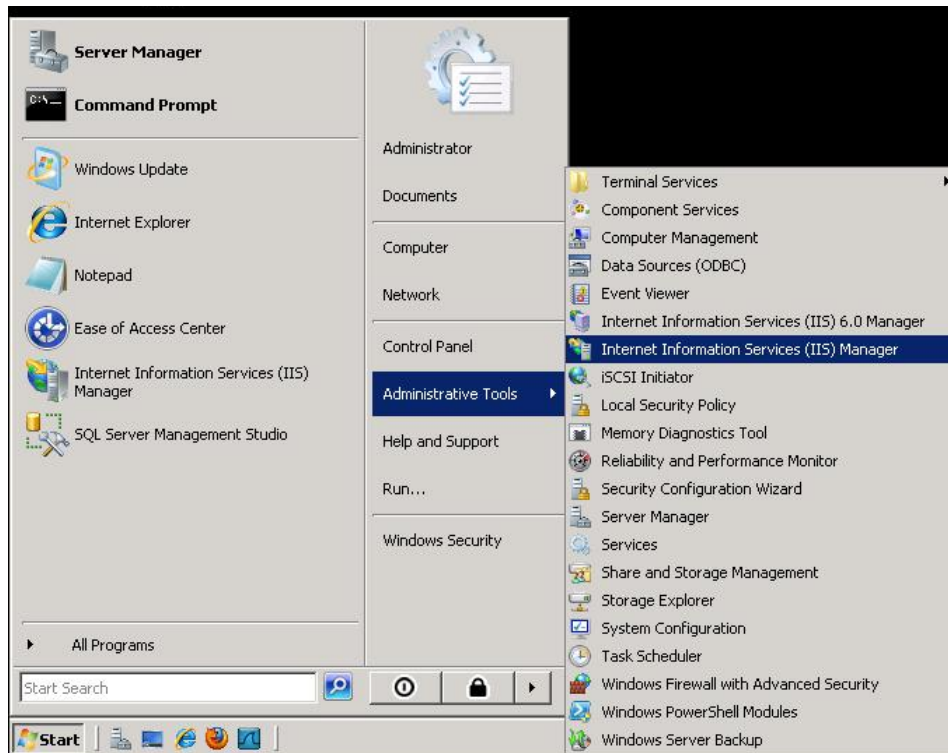 Server Manager
Command Prompt
Windows Update
Internet Explorer
Notepad
Ease of Access Center
Internet Information Services (IIS)
Manager
SQL Server Management Studio
All Programs
Start Search
Administrator
Documents
Computer
Network
Control Panel
Administrative Tools
Help and Support
Run...
Windows Security
Terminal Services
Component Services
Computer Management
Data Sources (ODBC)
Event Viewer
Internet Information Services (IIS) 6.0 Manager
Internet Information Services (IIS) Manager
iSCSI Initiator
Local Security Policy
Memory Diagnostics Tool
Reliability and Performance Monitor
Security Configuration Wizard
Server Manager
Services
Share and Storage Management
Storage Explorer
System Configuration
Task Scheduler
Windows Firewall with Advanced Security
Windows PowerShell Modules
Windows Server Backup
Start